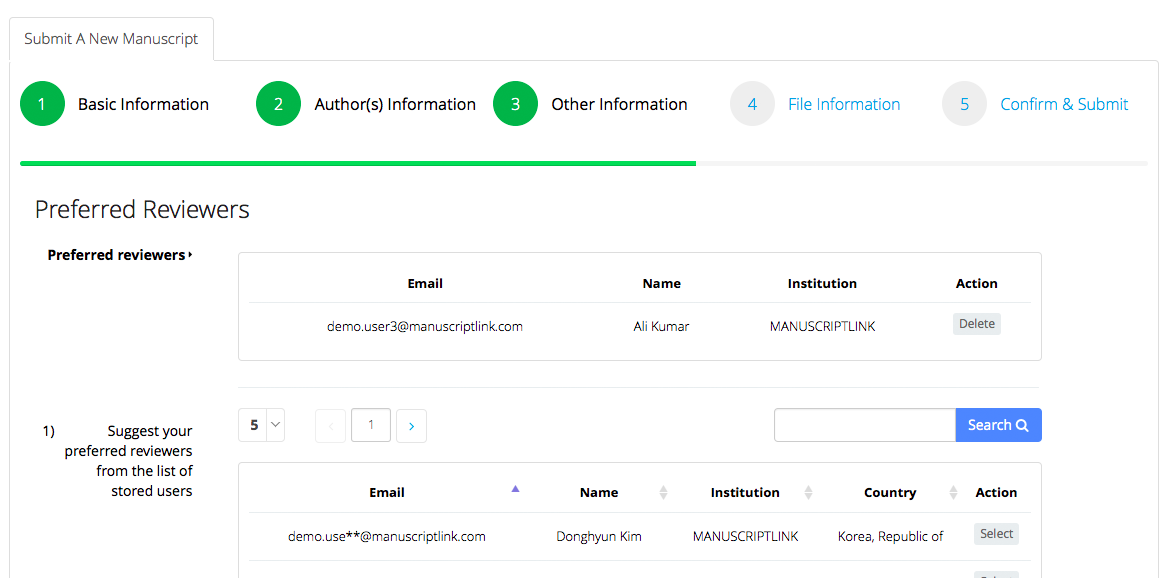 Submit A New Manuscript
1 Basic Information 2 Author(s) Information 3 Other Information 4 File Information 5 Confirm & Submit
Preferred Reviewers
Preferred reviewers
Email Name Institution Action
demo.user3@manuscriptlink.com Ali Kumar MANUSCRIPTLINK Delete
5 1 Search
1) Suggest your
preferred reviewers
from the list of
stored users
Email Name Institution Country Action
demo.use**@manuscriptlink.com Donghyun Kim MANUSCRIPTLINK Korea, Republic of Select